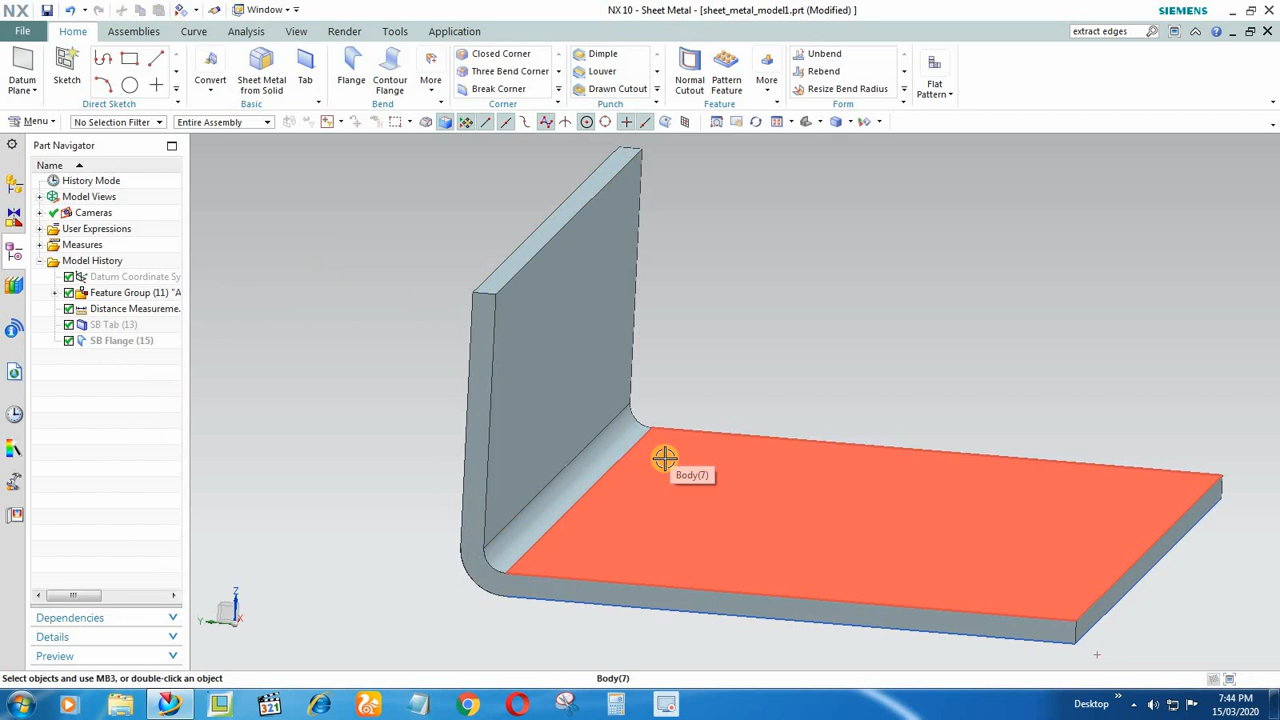 NX
Window
NX 10 - Sheet Metal - [sheet_metal_model1.prt (Modified) ]
SIEMENS
File
Home
Assemblies
Curve
Analysis
View
Render
Tools
Application
extract edges
Datum
Plane
Sketch
Direct Sketch
Convert
Sheet Metal
from Solid
Tab
Basic
Flange
Contour
Flange
More
Bend
Closed Corner
Three Bend Corner
Break Corner
Corner
Dimple
Louver
Drawn Cutout
Punch
Normal
Cutout
Pattern
Feature
More
Feature
Unbend
Rebend
Resize Bend Radius
Form
Flat
Pattern
Menu
No Selection Filter
Entire Assembly
Part Navigator
Name
History Mode
Model Views
Cameras
User Expressions
Measures
Model History
Datum Coordinate Sy
Feature Group (11) "A
Distance Measureme.
SB Tab (13)
SB Flange (15)
Dependencies
Details
Preview
Body(7)
Z
Y
X
Select objects and use MB3, or double-click an object
Body(7)
321
Desktop
7:44 PM
15/03/2020